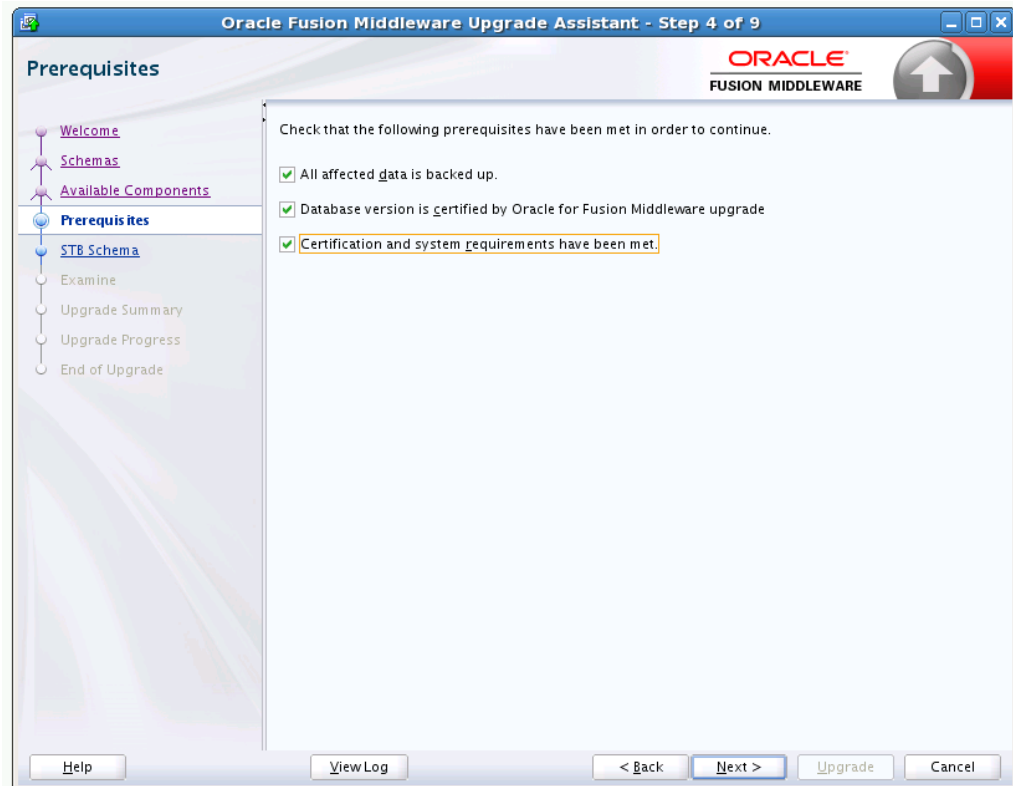 Oracle Fusion Middleware Upgrade Assistant - Step 4 of 9
Prerequisites
ORACLE®
FUSION MIDDLEWARE
Welcome
Schemas
Available Components
Prerequisites
STB Schema
Examine
Upgrade Summary
Upgrade Progress
End of Upgrade
Check that the following prerequisites have been met in order to continue.
All affected data is backed up.
Database version is certified by Oracle for Fusion Middleware upgrade
Certification and system requirements have been met.
Help
View Log
< Back
Next >
Upgrade
Cancel